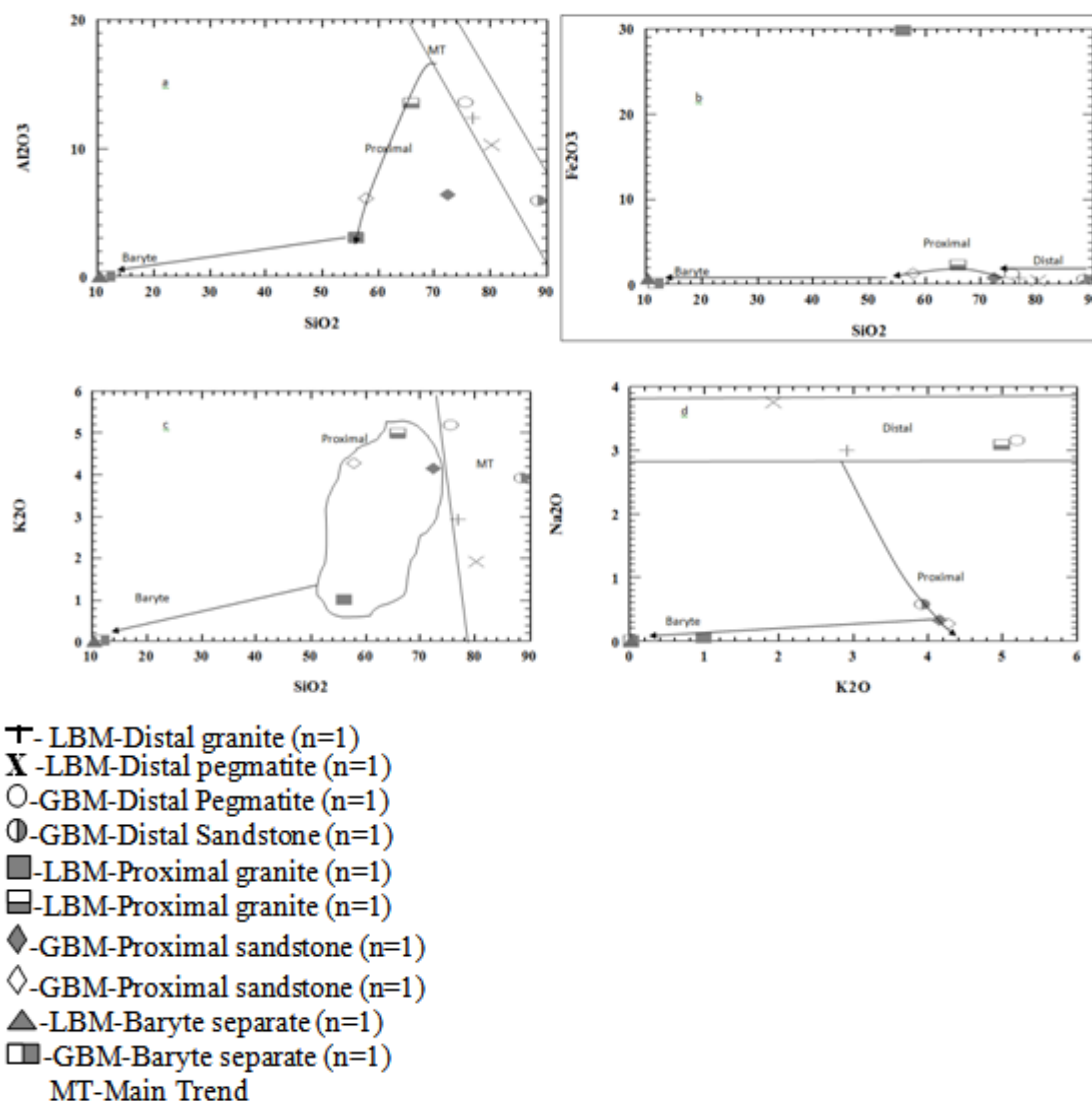 20
MT
a
Al2O3
10
Proximal
Baryte
0
10 20 30 40 50 60 70 80 90
SiO2
30
b
20
Fe2O3
10
Proximal
Distal
Baryte
0
10 20 30 40 50 60 70 80 90
SiO2
6
c
5
Proximal
MT
4
K2O
3
2
Baryte
1
0
10 20 30 40 50 60 70 80 90
SiO2
4
d
Distal
3
Na2O
2
Proximal
1
Baryte
0
0 1 2 3 4 5 6
K2O
- LBM-Distal granite (n=1)
X -LBM-Distal pegmatite (n=1)
-GBM-Distal Pegmatite (n=1)
-GBM-Distal Sandstone (n=1)
-LBM-Proximal granite (n=1)
-LBM-Proximal granite (n=1)
-GBM-Proximal sandstone (n=1)
-GBM-Proximal sandstone (n=1)
-LBM-Baryte separate (n=1)
-GBM-Baryte separate (n=1)
MT-Main Trend